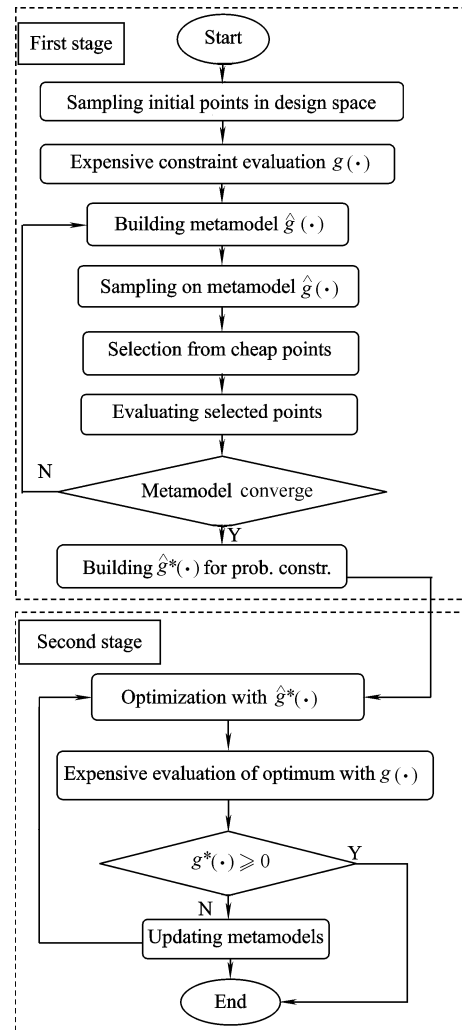 First stage
Start
Sampling initial points in design space
Expensive constraint evaluation g(·)
Building metamodel ĝ(·)
Sampling on metamodel ĝ(·)
Selection from cheap points
Evaluating selected points
N
Metamodel converge
Y
Building ĝ*(·) for prob. constr.
Second stage
Optimization with ĝ*(·)
Expensive evaluation of optimum with g(·)
g*(·)⩾0
Y
N
Updating metamodels
End